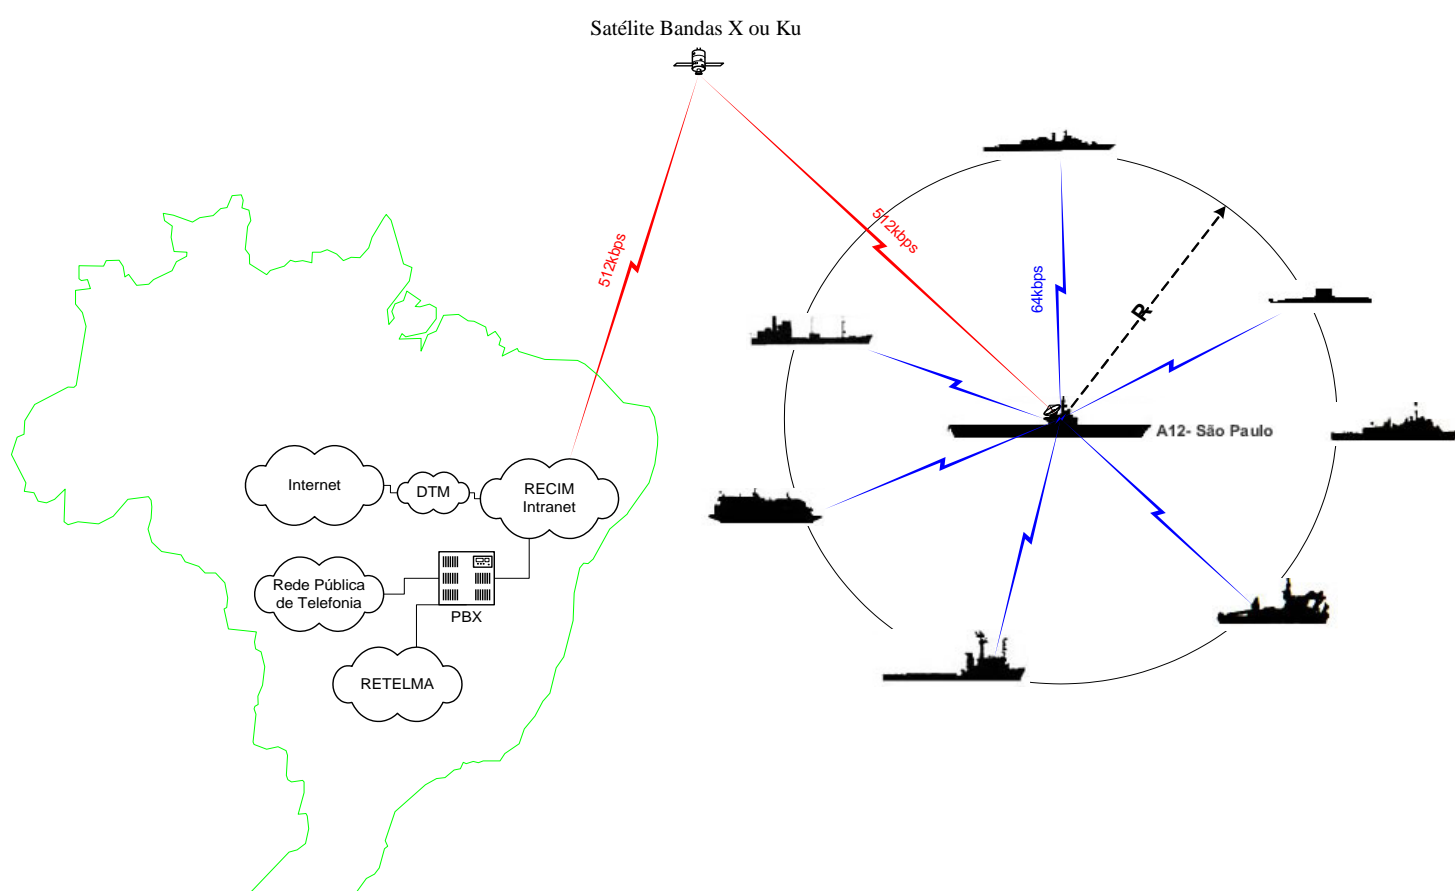 Satélite Bandas X ou Ku
512kbps
512kbps
64kbps
R
A12- São Paulo
Internet
DTM
RECIM
Intranet
Rede Pública
de Telefonia
PBX
RETELMA